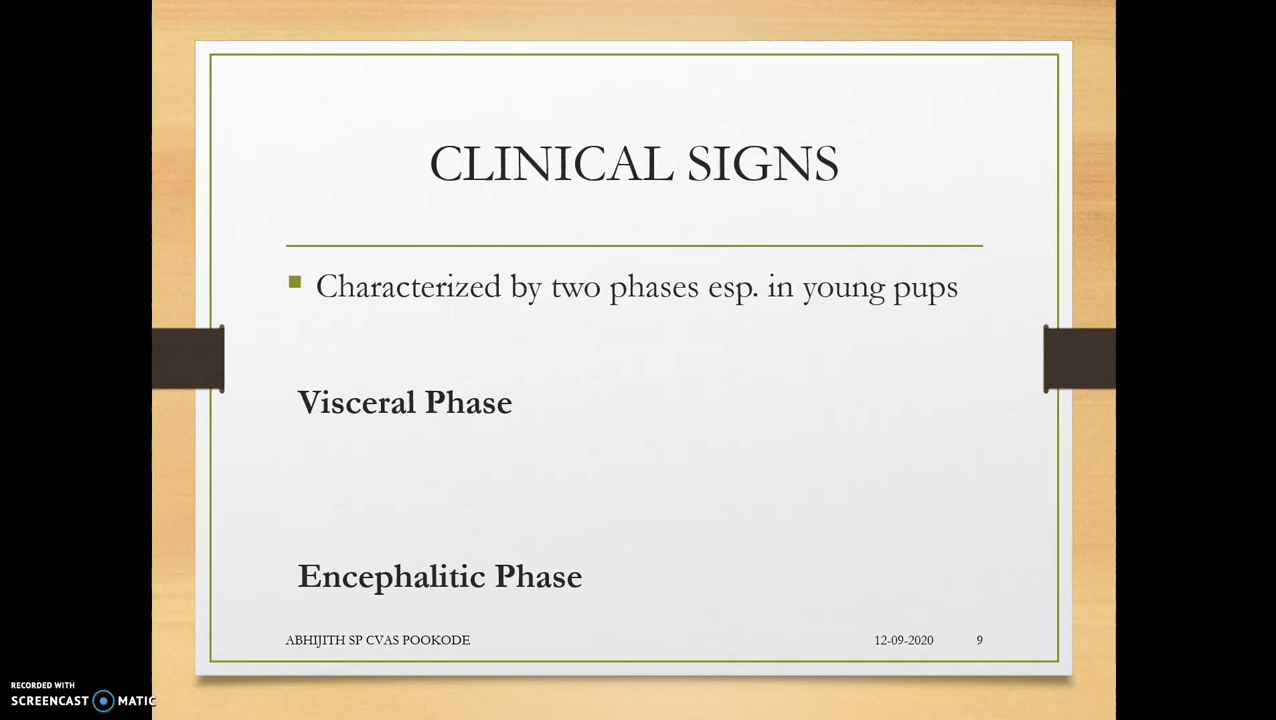 CLINICAL SIGNS
Characterized by two phases esp. in young pups
Visceral Phase
Encephalitic Phase
ABHIJITH SP CVAS POOKODE 12-09-2020 9
RECORDED WITH
SCREENCAST MATIC